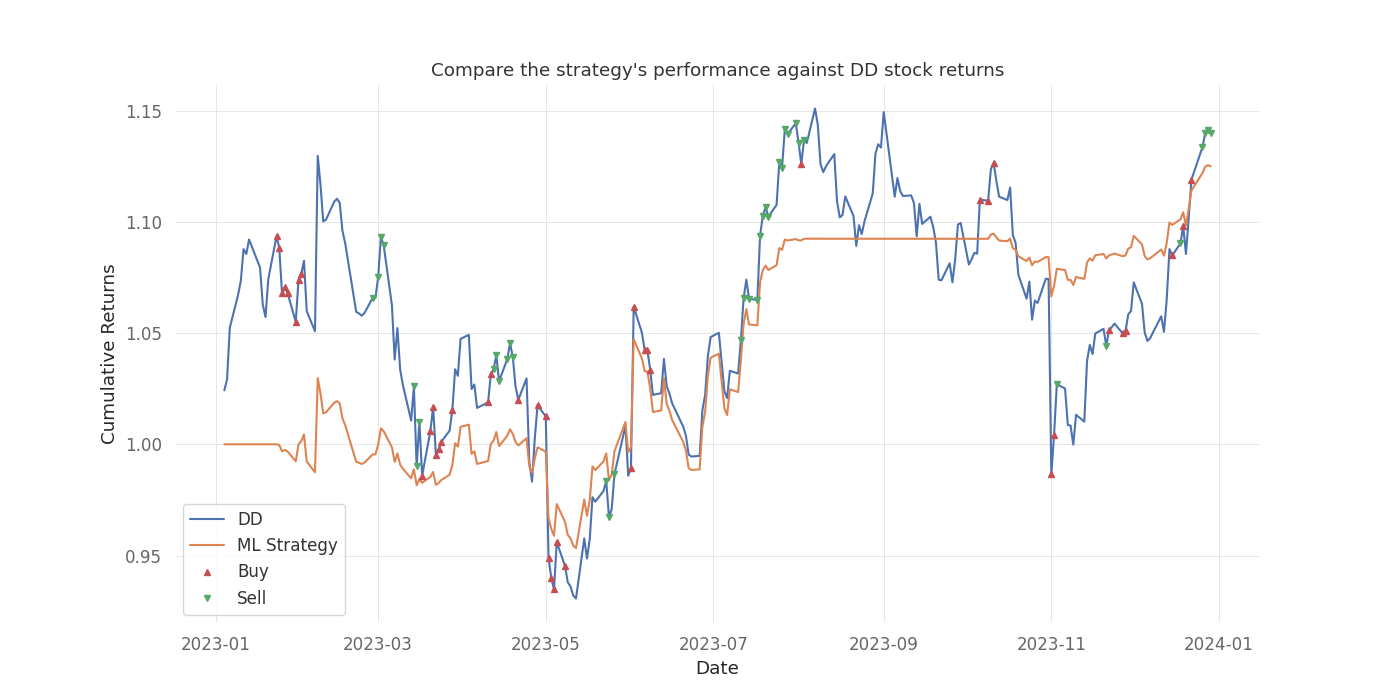 Compare the strategy's performance against DD stock returns
1.15
1.10
1.05
1.00
0.95
Cumulative Returns
DD
ML Strategy
Buy
Sell
2023-01
2023-03
2023-05
2023-07
2023-09
2023-11
2024-01
Date